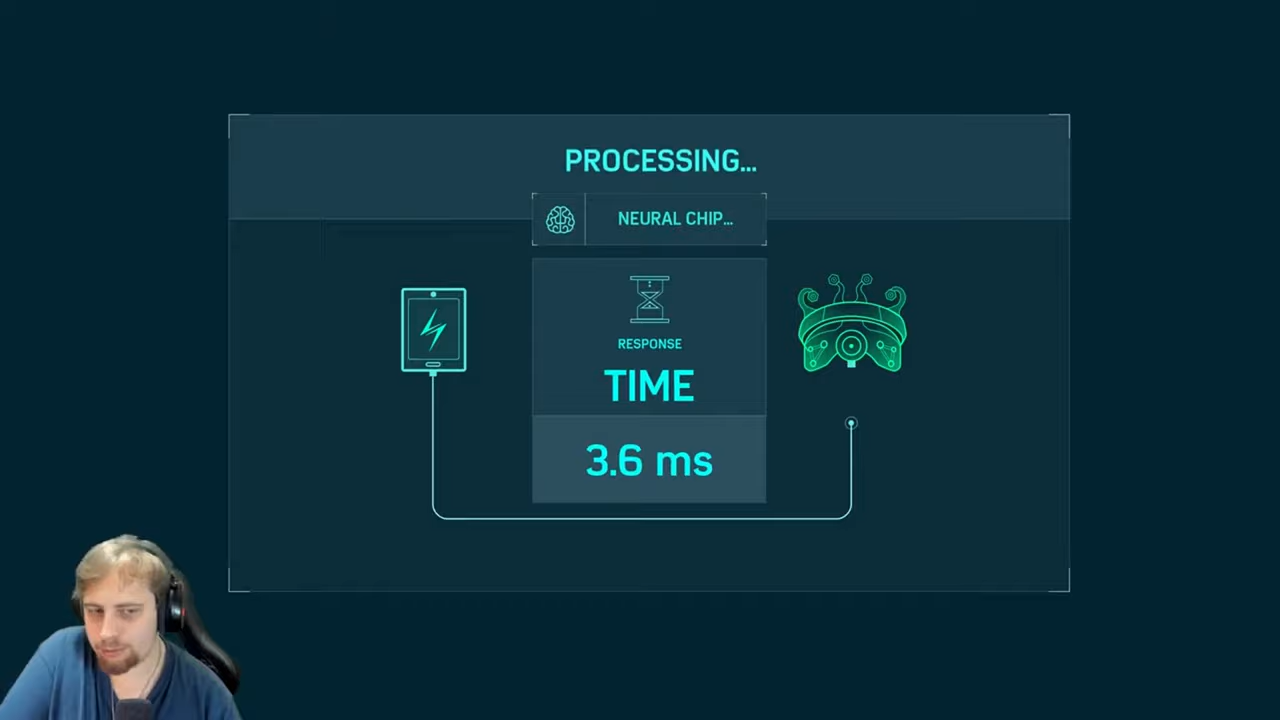 PROCESSING...
NEURAL CHIP...
RESPONSE
TIME
3.6 ms